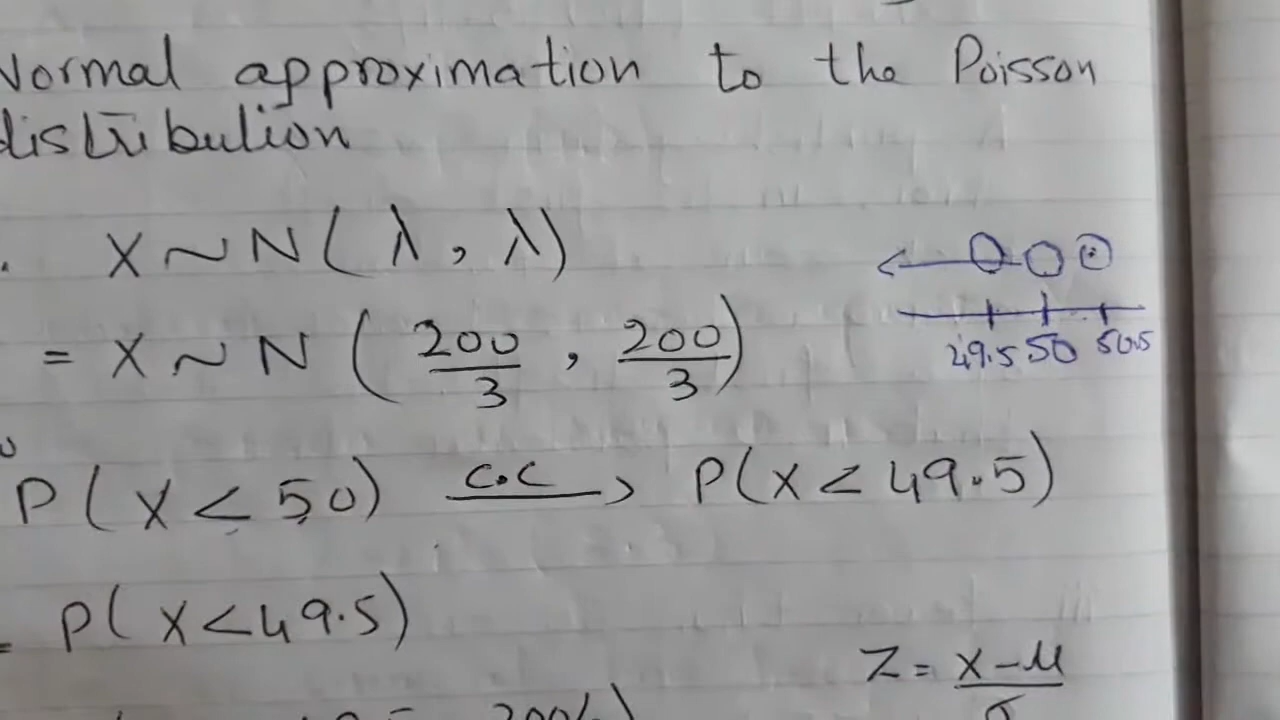 Normal approximation to the Poisson
distribution
X ~ N(λ, λ)
= X ~ N(200/3, 200/3)
49.5 50 50.5
P(X < 50) C.C → P(X < 49.5)
= P(X < 49.5)
Z = X - μ / σ